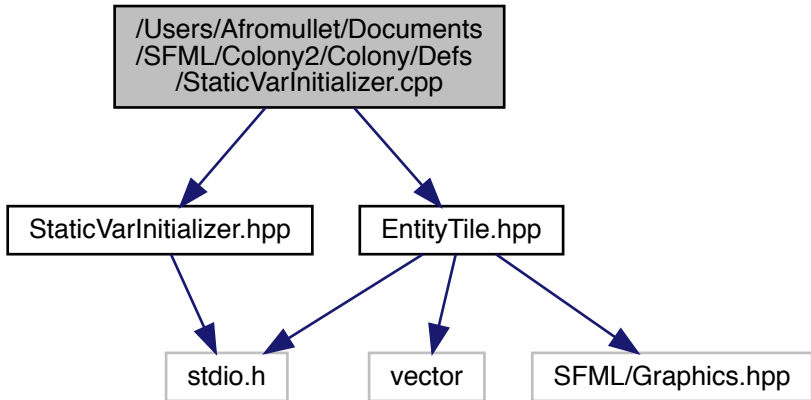 /Users/Afromullet/Documents
/SFML/Colony2/Colony/Defs
/StaticVarInitializer.cpp
StaticVarInitializer.hpp
EntityTile.hpp
stdio.h
vector
SFML/Graphics.hpp